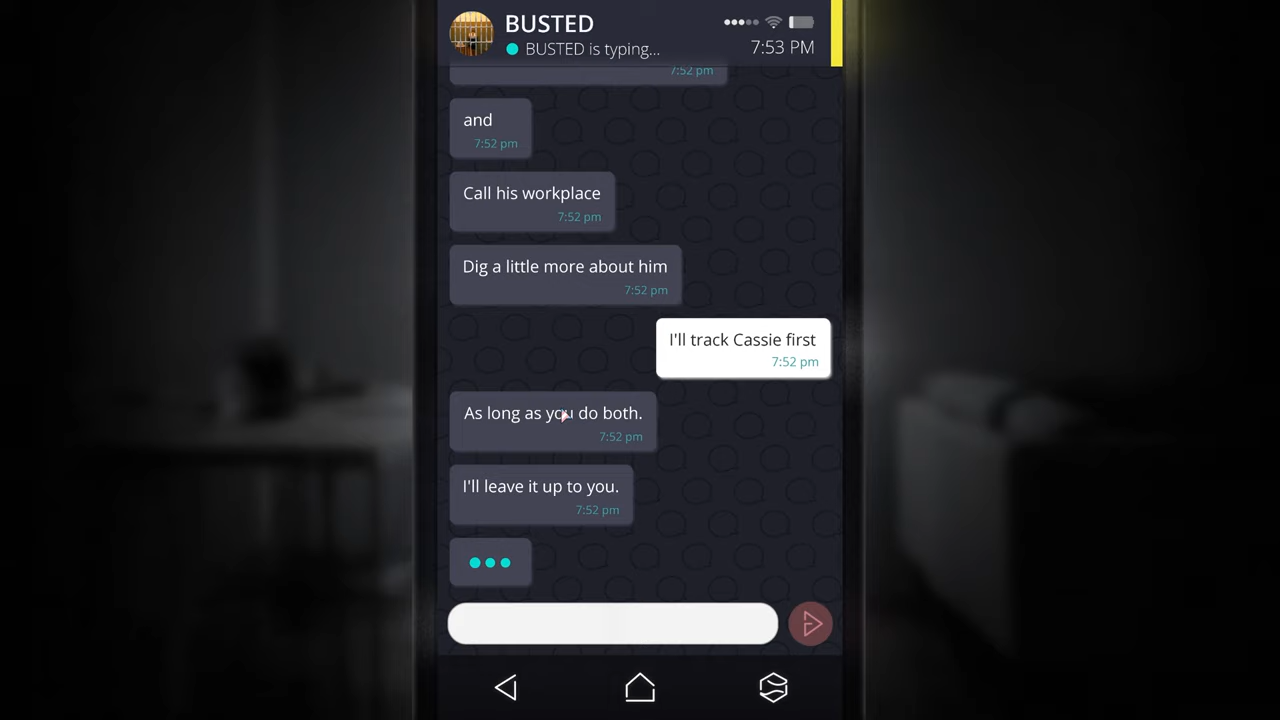 BUSTED
BUSTED is typing...
7:53 PM
7:52 pm
and
7:52 pm
Call his workplace
7:52 pm
Dig a little more about him
7:52 pm
I'll track Cassie first
7:52 pm
As long as you do both.
7:52 pm
I'll leave it up to you.
7:52 pm